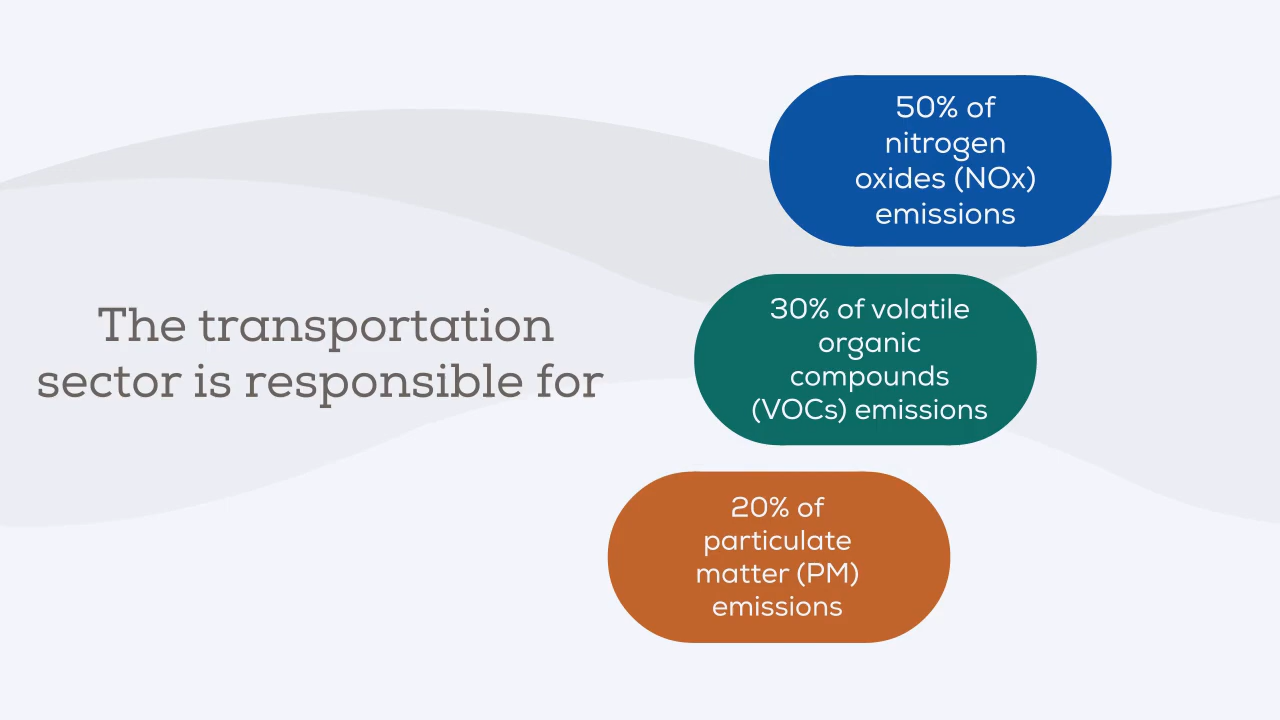 The transportation
sector is responsible for
50% of
nitrogen
oxides (NOx)
emissions
30% of volatile
organic
compounds
(VOCs) emissions
20% of
particulate
matter (PM)
emissions